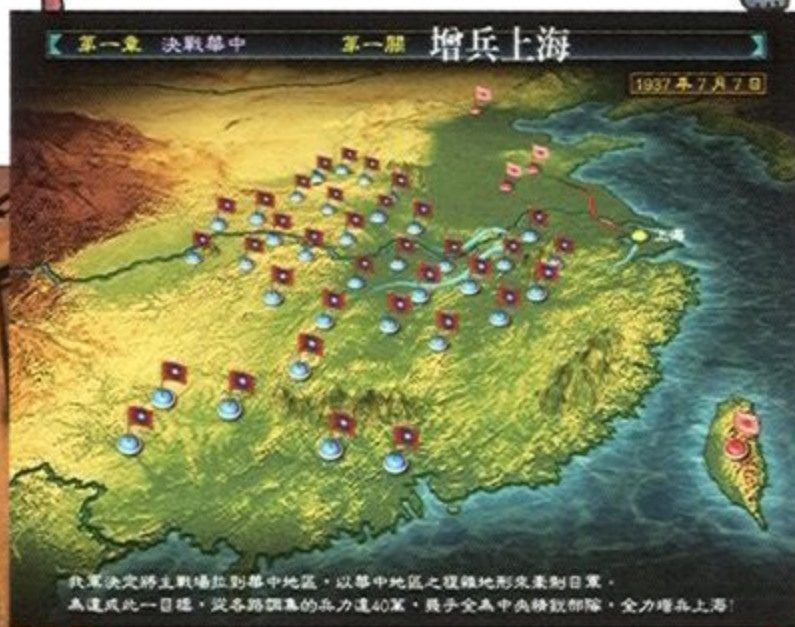 第一章 決戰華中 第一關 增兵上海
1937年7月7日
上海
我軍決定將主戰場拉到華中地區，以華中地區之複雜地形來牽制日軍。
為達成此一目標，從各路調集的兵力達40萬，幾乎全為中央精銳部隊，全力增兵上海！